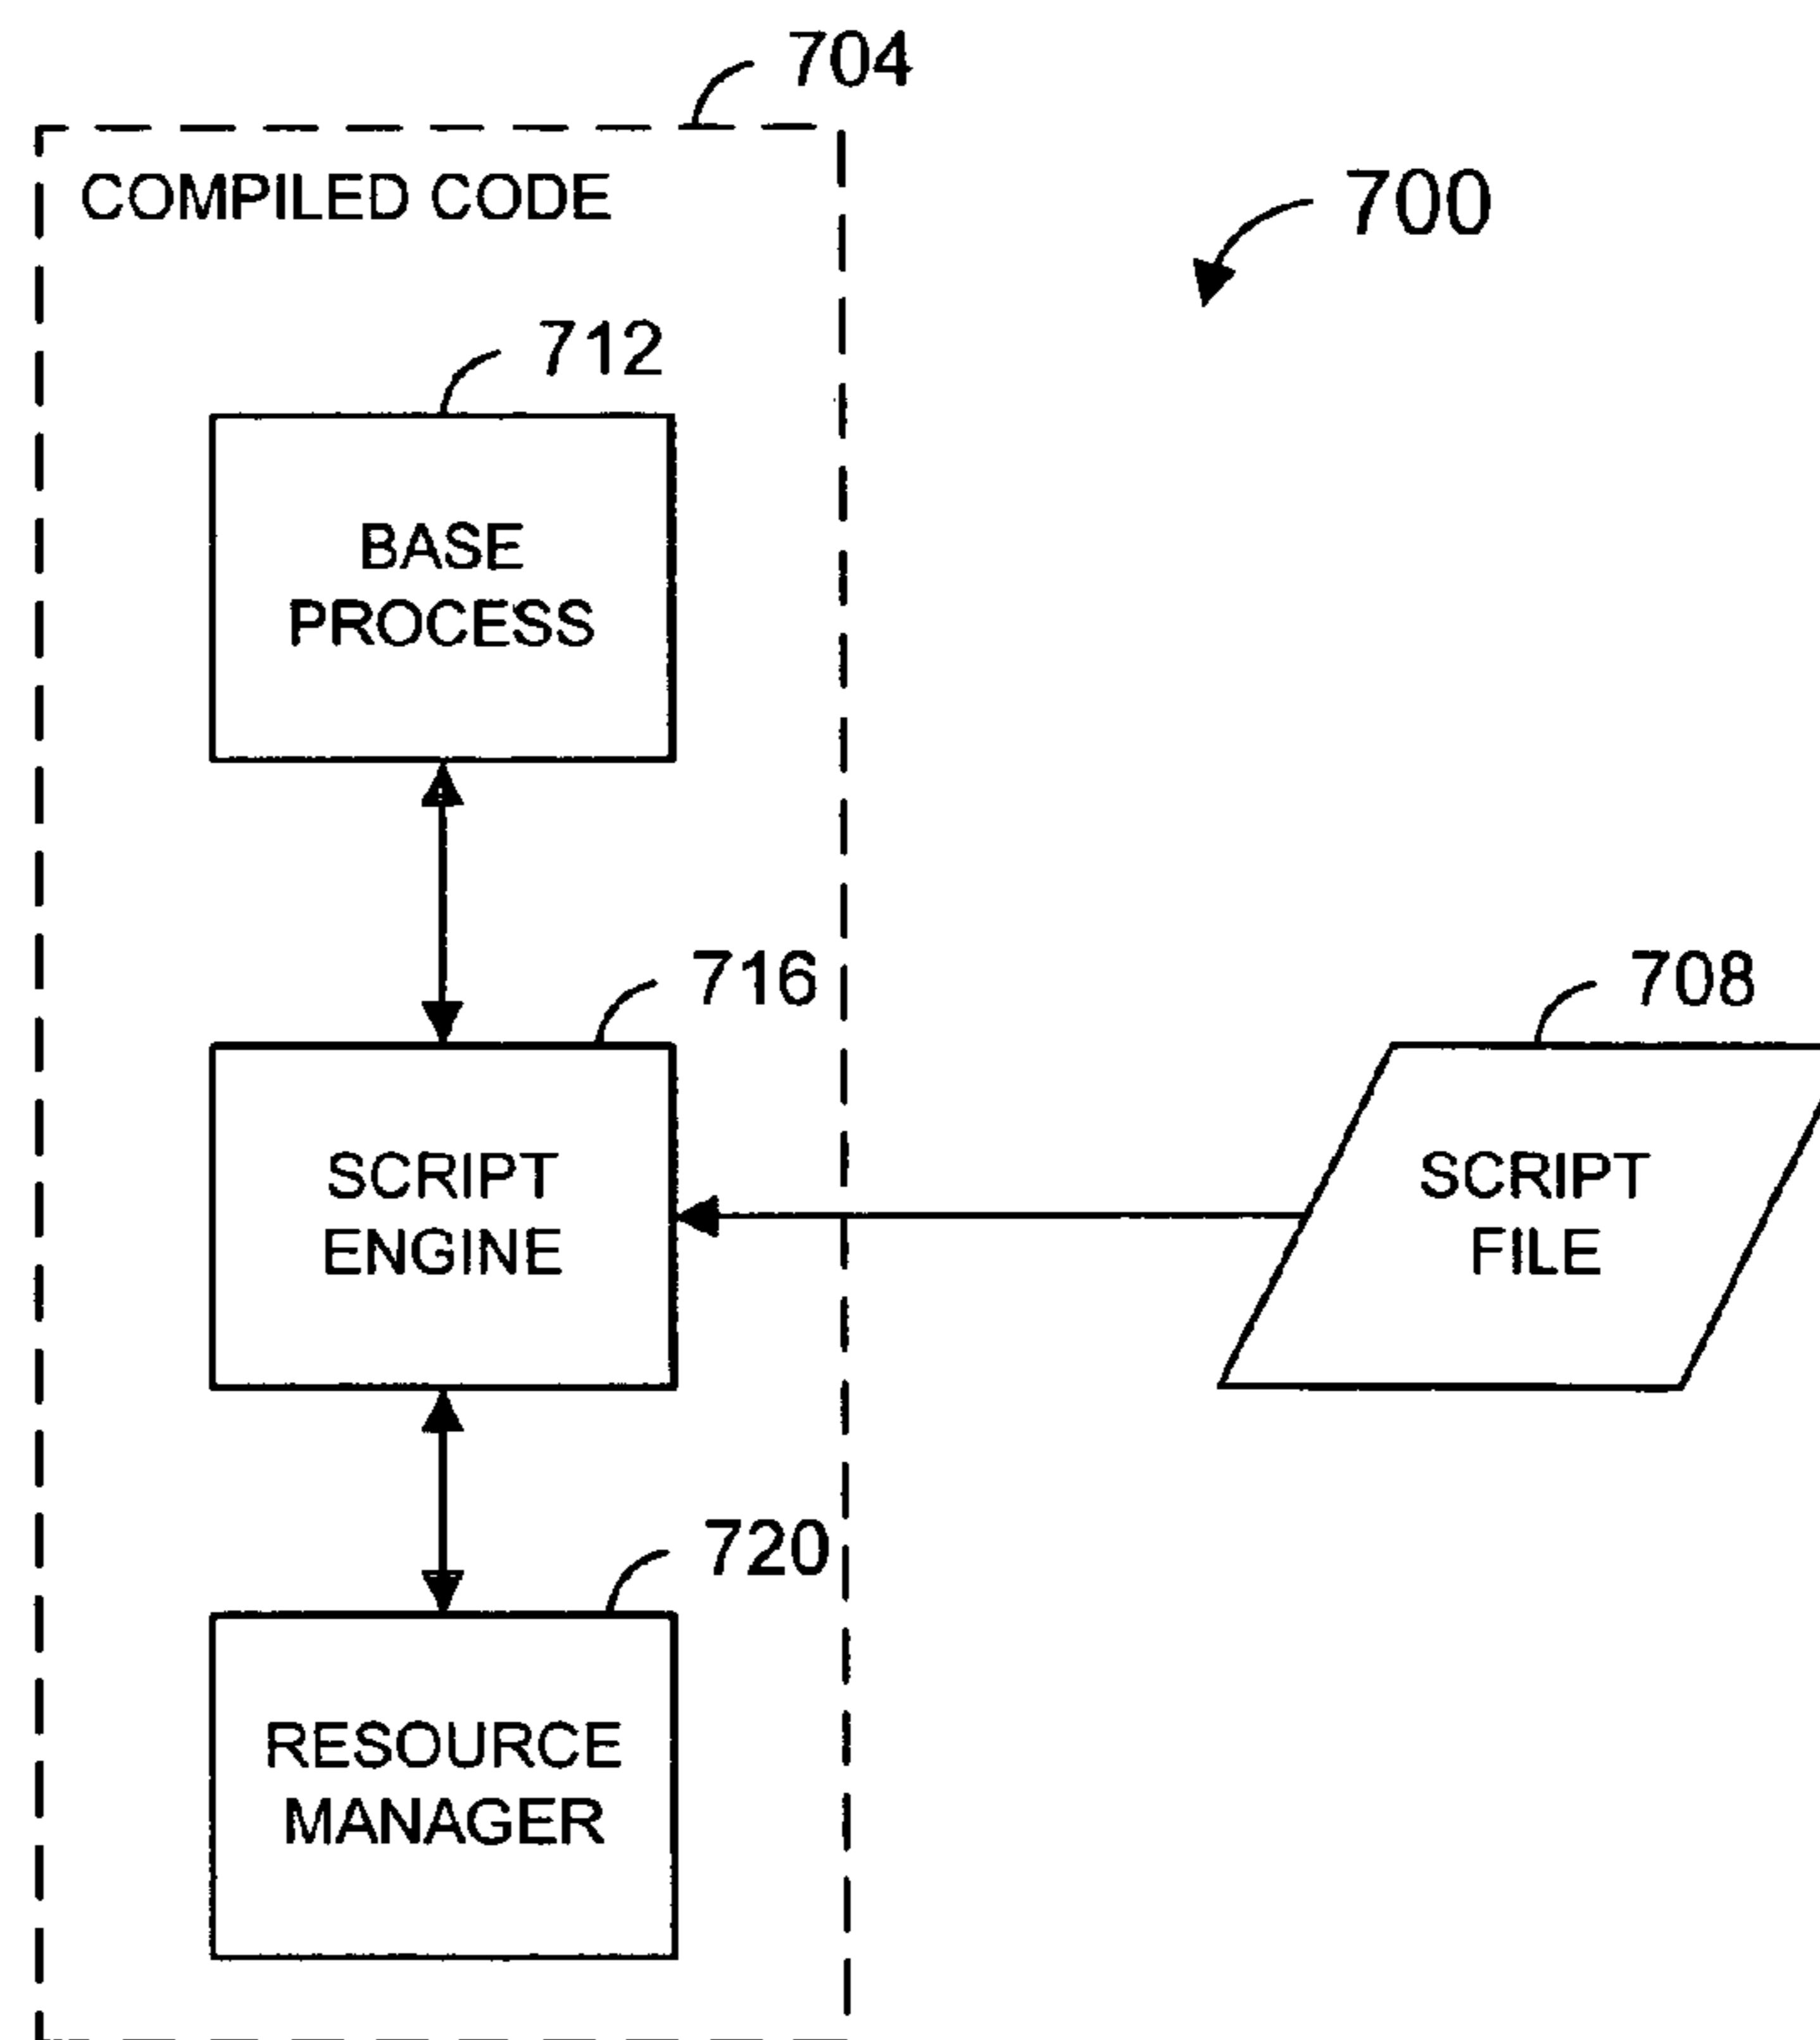 704
COMPILED CODE
700
712
BASE
PROCESS
716
708
SCRIPT
ENGINE
SCRIPT
FILE
720
RESOURCE
MANAGER